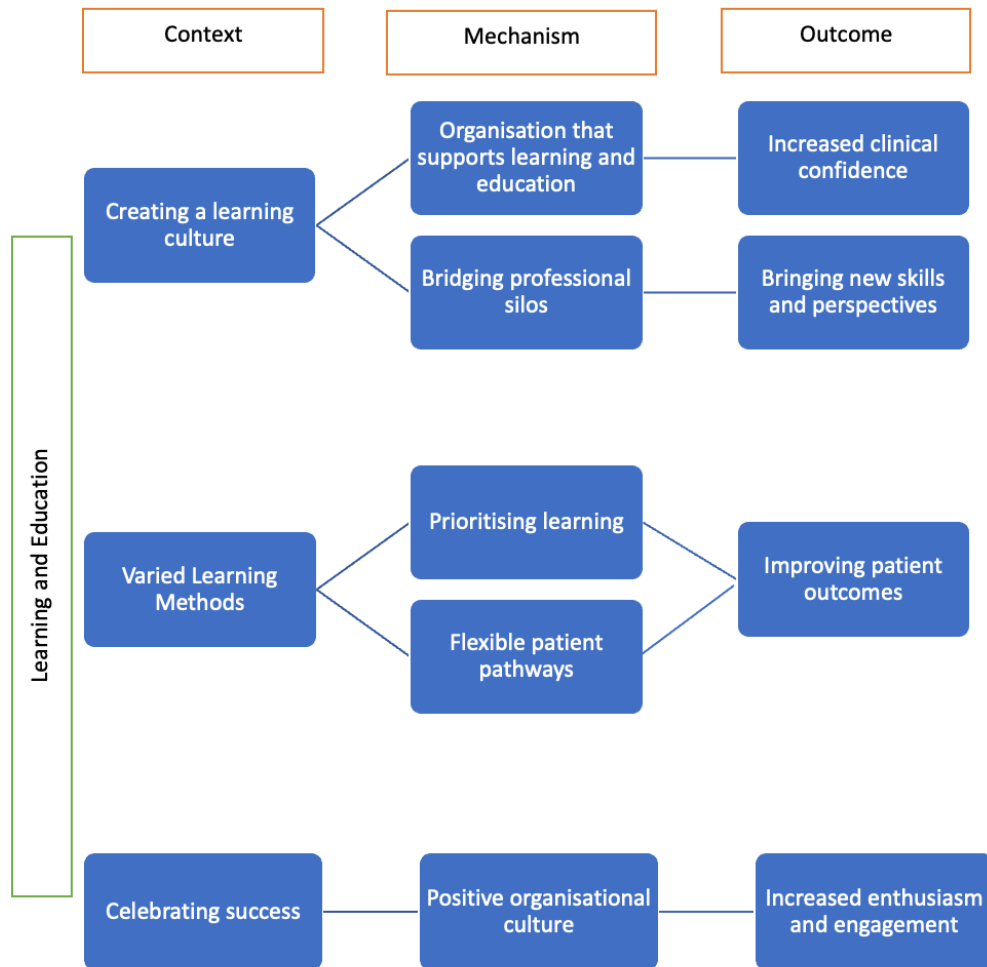 Context
Mechanism
Outcome
Learning and Education
Creating a learning
culture
Organisation that
supports learning and
education
Increased clinical
confidence
Bridging professional
silos
Bringing new skills
and perspectives
Varied Learning
Methods
Prioritising learning
Flexible patient
pathways
Improving patient
outcomes
Celebrating success
Positive organisational
culture
Increased enthusiasm
and engagement